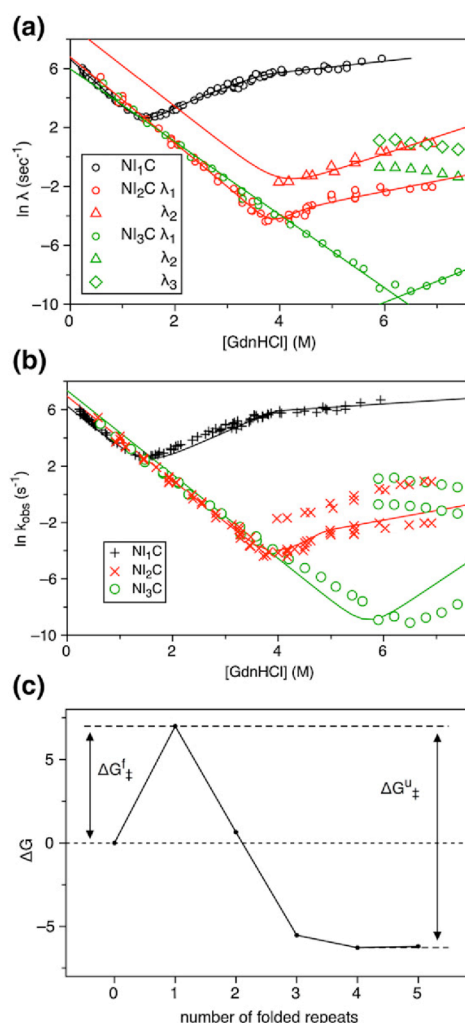 (a)
ln λ (sec-1)
6
2
-2
-6
-10
NI1C
NI2C λ1
λ2
NI3C λ1
λ2
λ3
0 2 4 6
[GdnHCl] (M)
(b)
ln kobs (s-1)
6
2
-2
-6
-10
NI1C
NI2C
NI3C
0 2 4 6
[GdnHCl] (M)
(c)
ΔG
5
0
-5
ΔGf‡
ΔGu‡
0 1 2 3 4 5
number of folded repeats